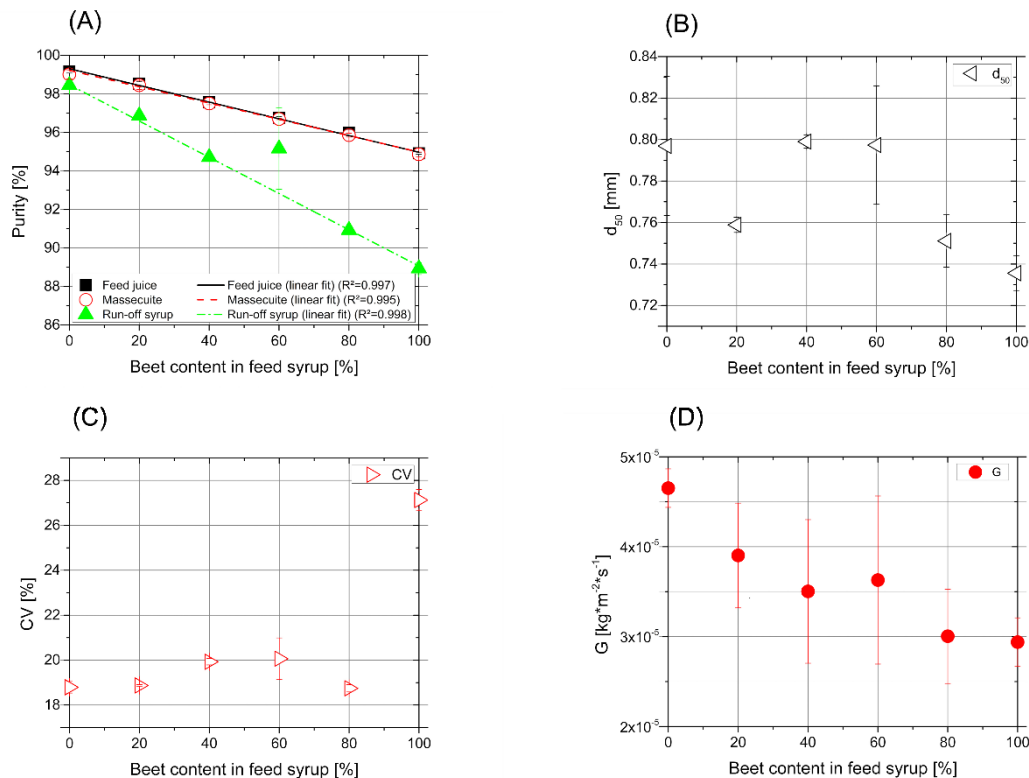 (A)
100
98
96
94
92
90
88
86
Purity [%]
Feed juice
Massecuite
Run-off syrup
Feed juice (linear fit) (R²=0.997)
Massecuite (linear fit) (R²=0.995)
Run-off syrup (linear fit) (R²=0.998)
0 20 40 60 80 100
Beet content in feed syrup [%]
(B)
0.84
0.82
0.80
0.78
0.76
0.74
0.72
d₅₀ [mm]
d₅₀
0 20 40 60 80 100
Beet content in feed syrup [%]
(C)
28
26
24
22
20
18
CV [%]
CV
0 20 40 60 80 100
Beet content in feed syrup [%]
(D)
5x10⁻⁵
4x10⁻⁵
3x10⁻⁵
2x10⁻⁵
G [kg*m⁻²*s⁻¹]
G
0 20 40 60 80 100
Beet content in feed syrup [%]